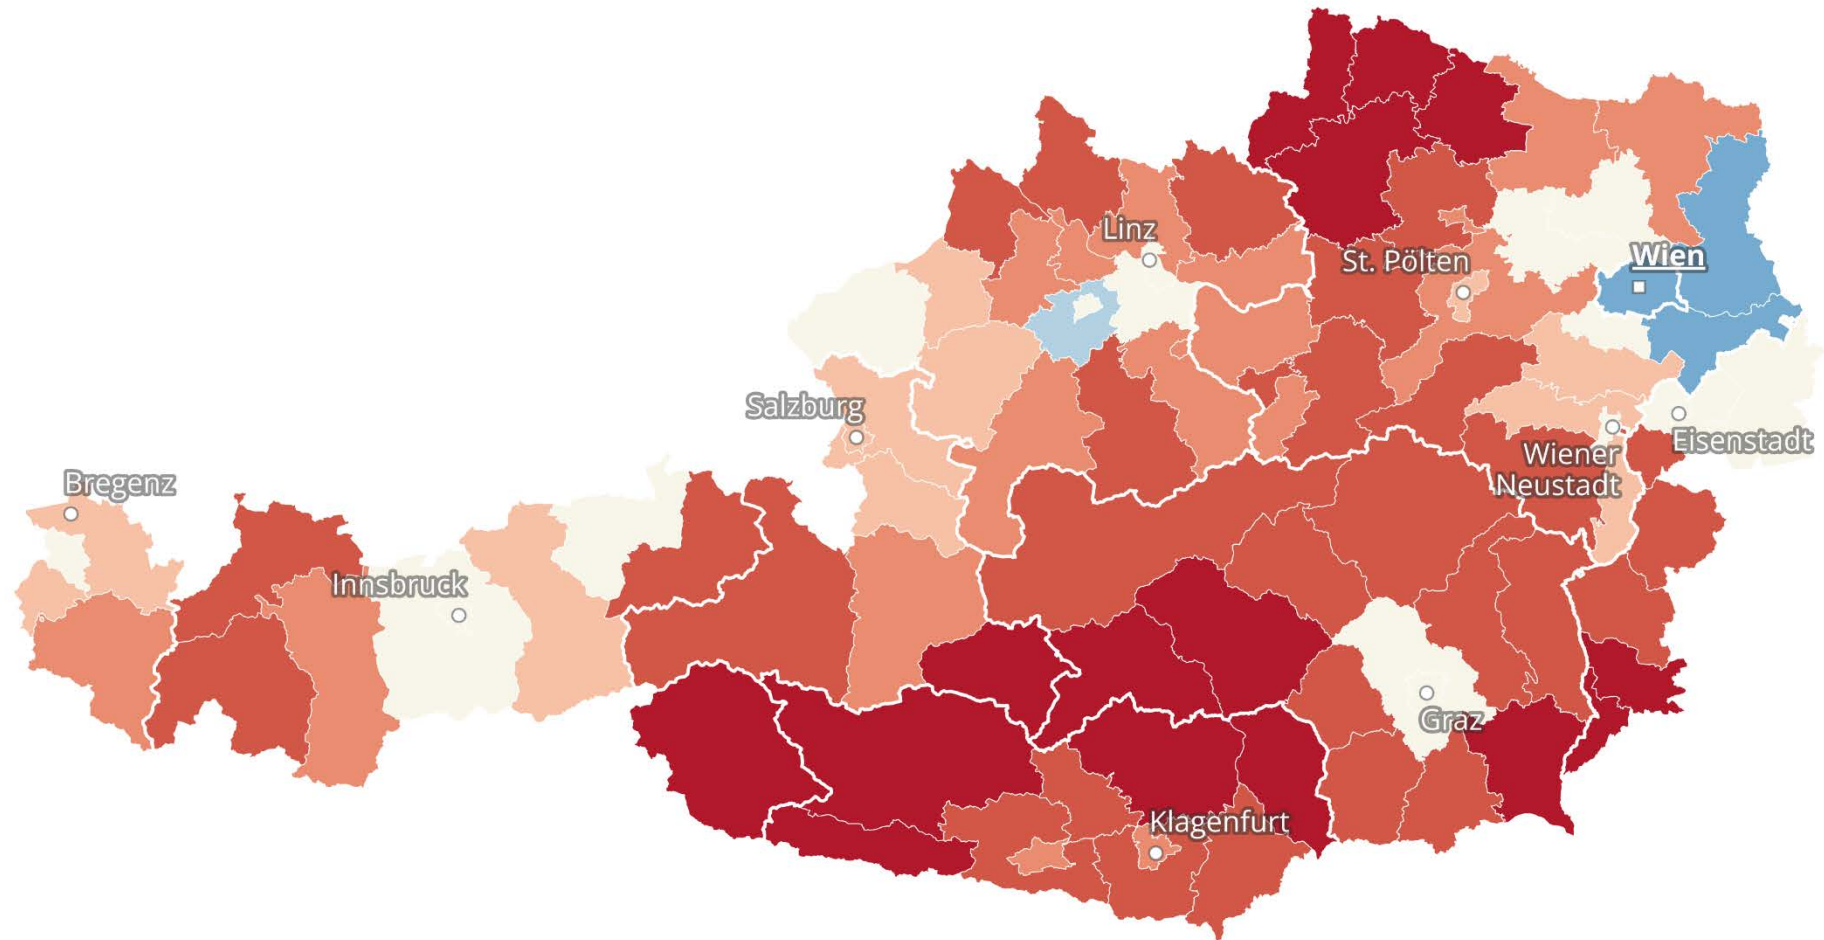 Linz
St. Pölten
Wien
Salzburg
Wiener
Neustadt
Eisenstadt
Bregenz
Innsbruck
Graz
Klagenfurt